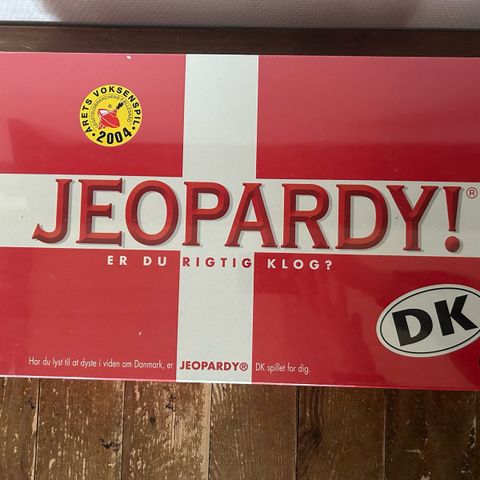 ÅRETS VOKSENSPIL
2004
JEOPARDY!®
ER DU RIGTIG KLOG?
DK
Har du lyst til at dyste i viden om Danmark, er JEOPARDY® DK spillet for dig.